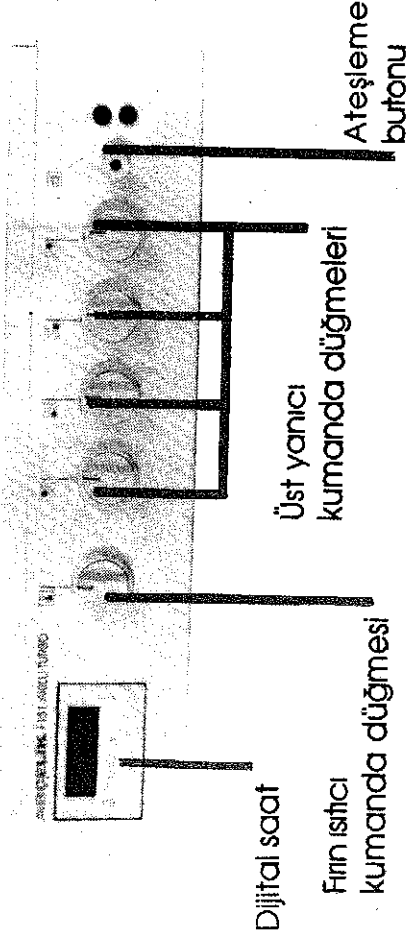 Dijital saat
Fırın ısıtıcı
kumanda düğmesi
Üst yanıcı
kumanda düğmeleri
Ateşleme
butonu